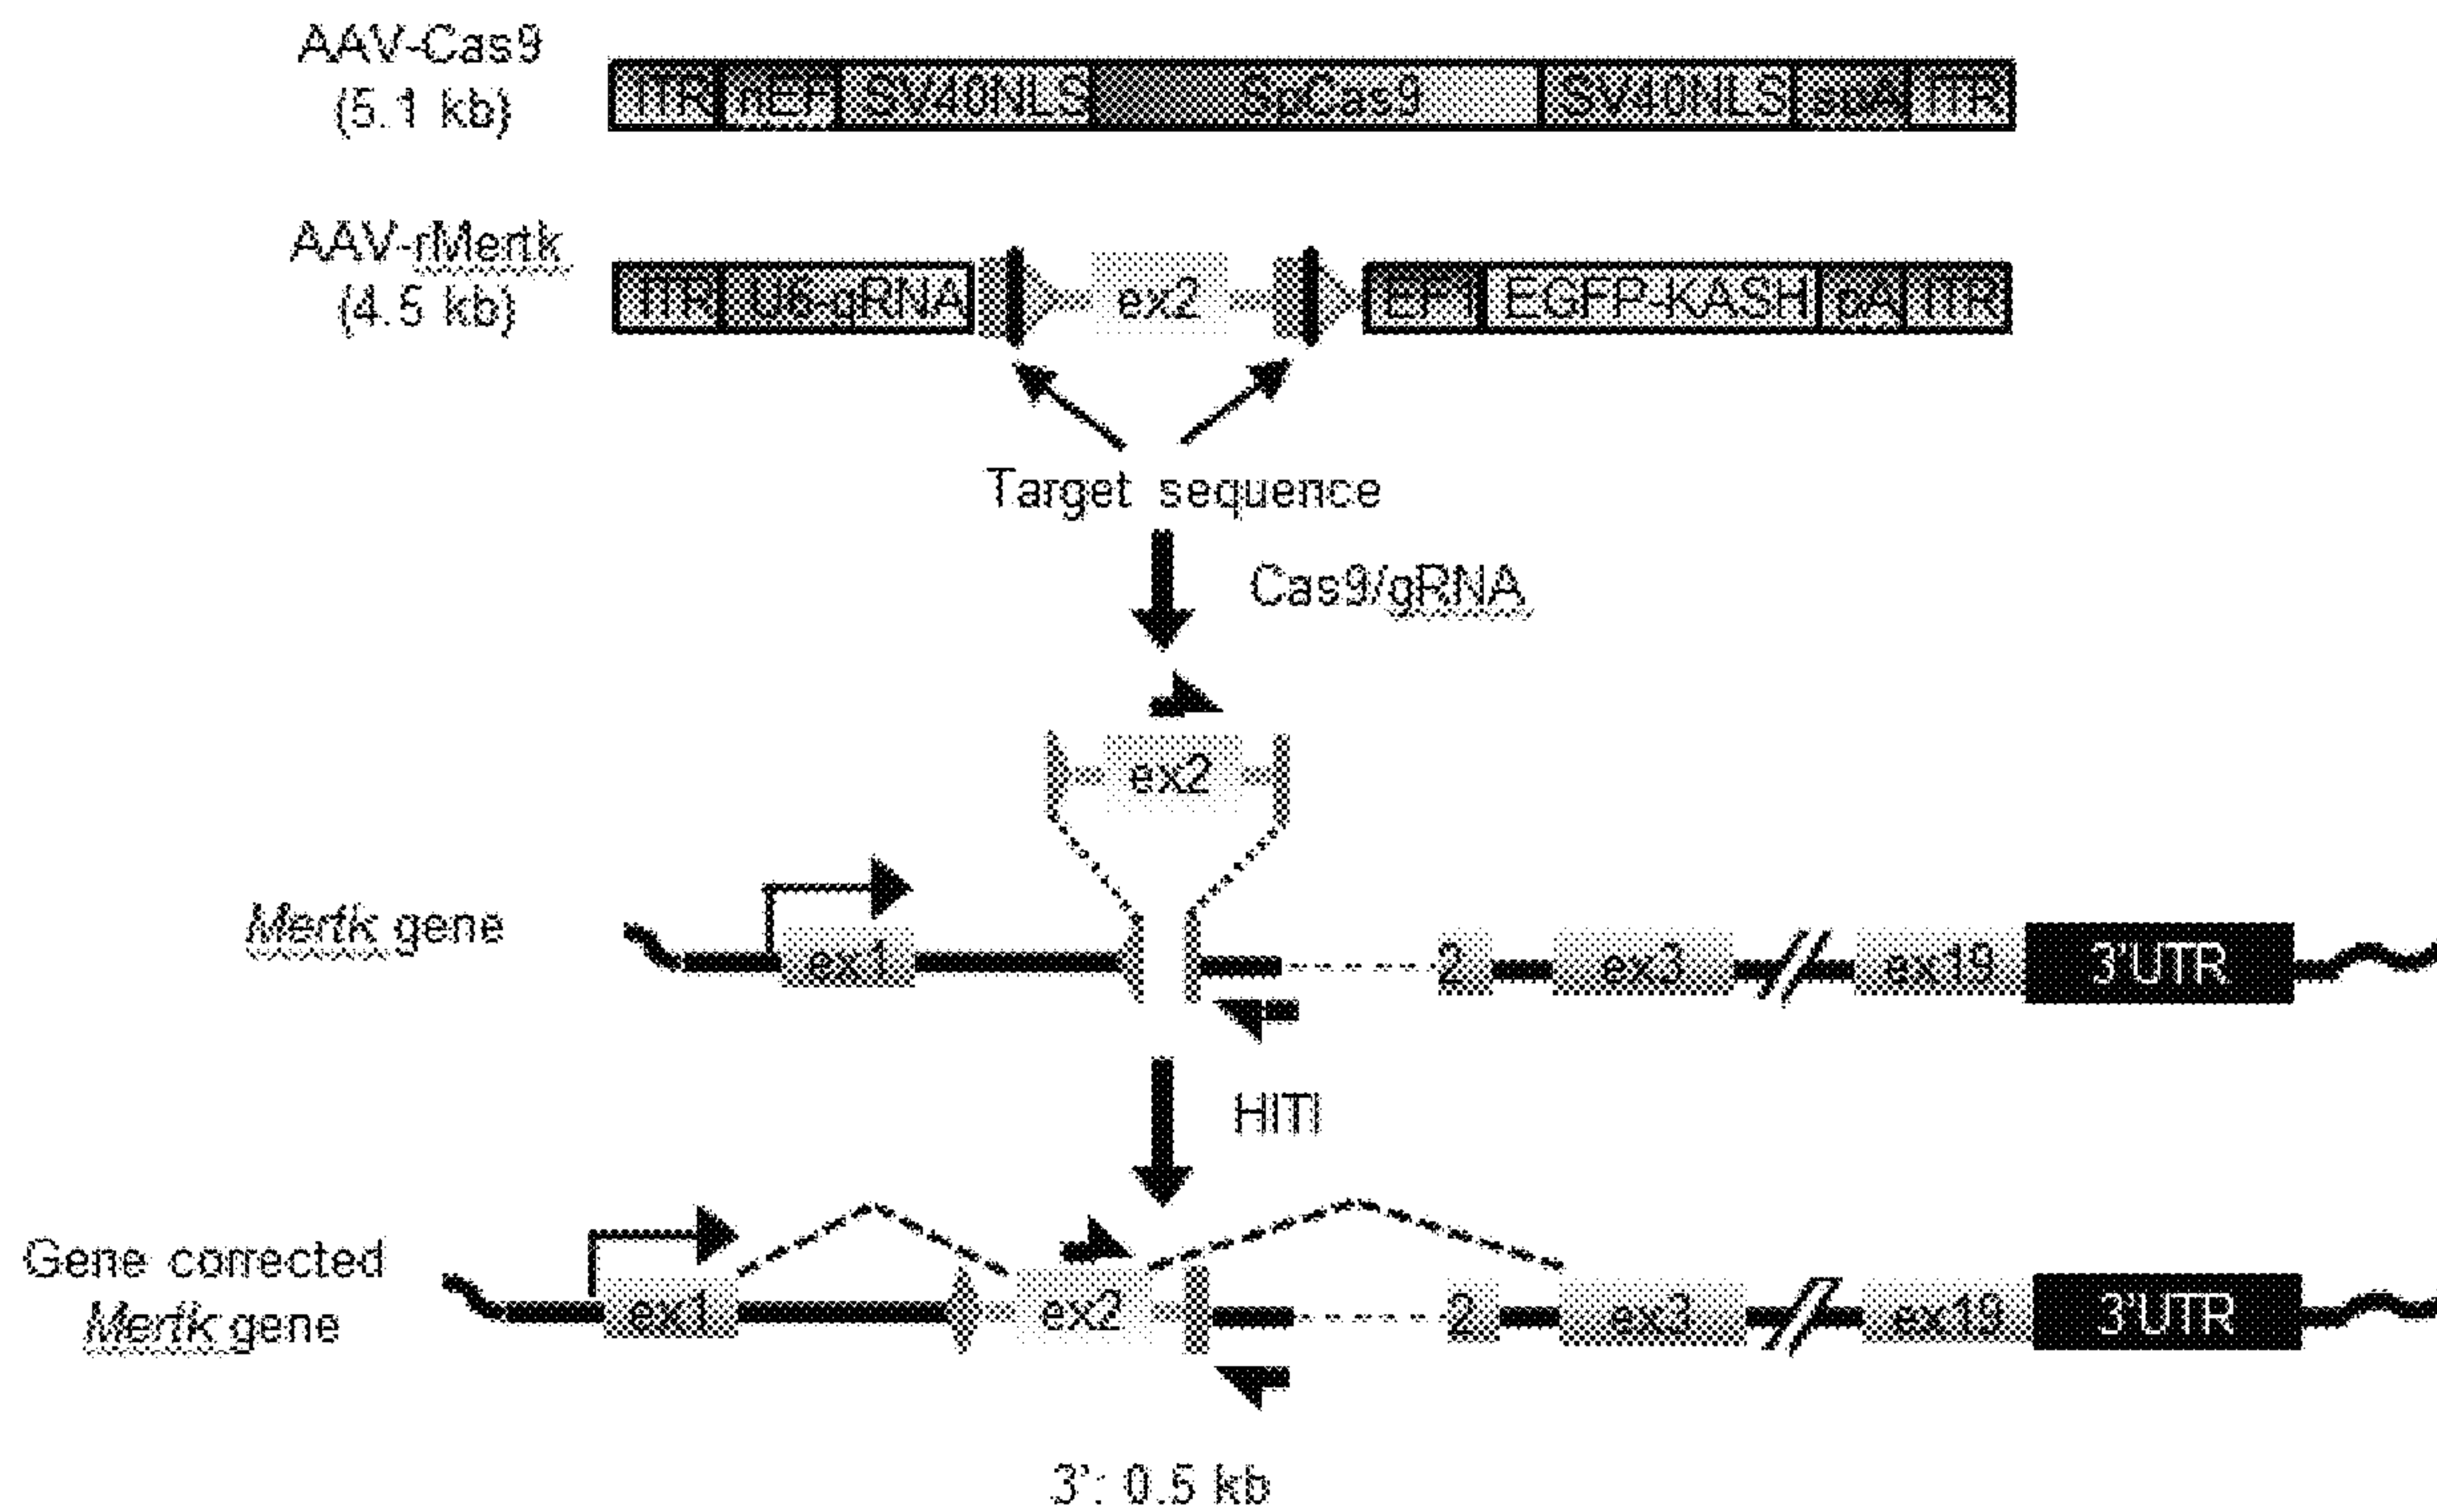 AAV-Cas9
(5.1 kb)
ITR nEF SV40NLS SpCas9 SV40NLS spA ITR
AAV-rMertk
(4.5 kb)
ITR U6-gRNA ex2 EF1 EGFP-KASH pA ITR
Target sequence
Cas9/gRNA
ex2
Mertk gene
ex1 2 ex3 ex19 3'UTR
HITI
Gene corrected
Mertk gene
ex1 ex2 2 ex3 ex19 3'UTR
3': 0.5 kb